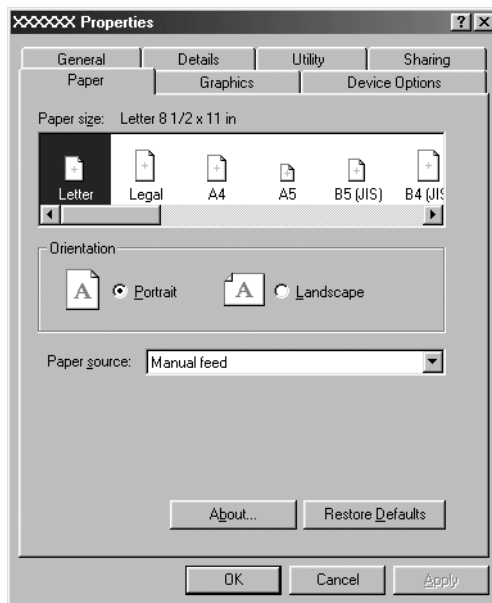 XXXXXX Properties
? X
General Details Utility Sharing
Paper Graphics Device Options
Paper size: Letter 8 1/2 x 11 in
Letter Legal A4 A5 B5 (JIS) B4 (JIS
Orientation
A Portrait A Landscape
Paper source: Manual feed
About... Restore Defaults
OK Cancel Apply